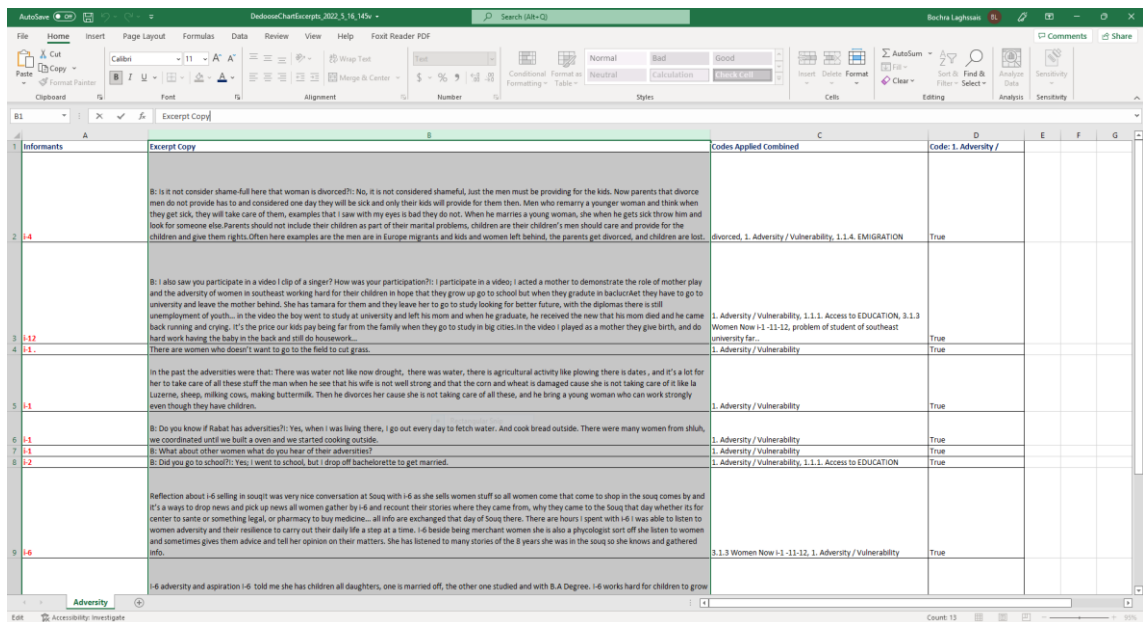 AutoSave Off DedooseChartExcerpts_2022_5_16_145v Search (Alt+Q) Bochra Laghssais BL
File Home Insert Page Layout Formulas Data Review View Help Foxit Reader PDF Comments Share
Cut Calibri 11 Wrap Text Text Normal Bad Good AutoSum
Copy Fill
Paste Format Painter B I U Merge & Center $ % Conditional Formatting Format as Table Neutral Calculation Check Cell Insert Delete Format Clear Sort & Filter Find & Select Analyze Data Sensitivity
Clipboard Font Alignment Number Styles Cells Editing Analysis Sensitivity
B1 fx Excerpt Copy
A B C D E F G
1 Informants Excerpt Copy Codes Applied Combined Code: 1. Adversity /
B: Is it not consider shame-full here that woman is divorced?I: No, it is not considered shameful, Just the men must be providing for the kids. Now parents that divorce
men do not provide has to and considered one day they will be sick and only their kids will provide for them then. Men who remarry a younger woman and think when
they get sick, they will take care of them, examples that I saw with my eyes is bad they do not. When he marries a young woman, she when he gets sick throw him and
look for someone else.Parents should not include their children as part of their marital problems, children are their children's men should care and provide for the
2 i-4 children and give them rights.Often here examples are the men are in Europe migrants and kids and women left behind, the parents get divorced, and children are lost. divorced, 1. Adversity / Vulnerability, 1.1.4. EMIGRATION True
B: I also saw you participate in a video l clip of a singer? How was your participation?I: I participate in a video; I acted a mother to demonstrate the role of mother play
and the adversity of women in southeast working hard for their children in hope that they grow up go to school but when they gradute in baclucrAet they have to go to
university and leave the mother behind. She has tamara for them and they leave her to go to study looking for better future, with the diplomas there is still
unemployment of youth... in the video the boy went to study at university and left his mom and when he graduate, he received the new that his mom died and he came
back running and crying. It's the price our kids pay being far from the family when they go to study in big cities.In the video I played as a mother they give birth, and do
hard work having the baby in the back and still do housework...
1. Adversity / Vulnerability, 1.1.1. Access to EDUCATION, 3.1.3
Women Now i-1 -11-12, problem of student of southeast
3 i-12 university far.. True
4 i-1 . There are women who doesn't want to go to the field to cut grass. 1. Adversity / Vulnerability True
In the past the adversities were that: There was water not like now drought, there was water, there is agricultural activity like plowing there is dates , and it's a lot for
her to take care of all these stuff the man when he see that his wife is not well strong and that the corn and wheat is damaged cause she is not taking care of it like la
Luzerne, sheep, milking cows, making buttermilk. Then he divorces her cause she is not taking care of all these, and he bring a young woman who can work strongly
5 i-1 even though they have children. 1. Adversity / Vulnerability True
B: Do you know if Rabat has adversities?I: Yes, when I was living there, I go out every day to fetch water. And cook bread outside. There were many women from shluh,
6 i-1 we coordinated until we built a oven and we started cooking outside. 1. Adversity / Vulnerability True
7 i-1 B: What about other women what do you hear of their adversities? 1. Adversity / Vulnerability True
8 i-2 B: Did you go to school?I: Yes; I went to school, but I drop off bachelorette to get married. 1. Adversity / Vulnerability, 1.1.1. Access to EDUCATION True
Reflection about i-6 selling in souqit was very nice conversation at Souq with i-6 as she sells women stuff so all women come that come to shop in the souq comes by and
it's a ways to drop news and pick up news all women gather by i-6 and recount their stories where they came from, why they came to the Souq that day whether its for
center to sante or something legal, or pharmacy to buy medicine... all info are exchanged that day of Souq there. There are hours I spent with i-6 I was able to listen to
women adversity and their resilience to carry out their daily life a step at a time. I-6 beside being merchant women she is also a phycologist sort off she listen to women
and sometimes gives them advice and tell her opinion on their matters. She has listened to many stories of the 8 years she was in the souq so she knows and gathered
9 i-6 info. 3.1.3 Women Now i-1 -11-12, 1. Adversity / Vulnerability True
I-6 adversity and aspiration I-6 told me she has children all daughters, one is married off, the other one studied and with B.A Degree. I-6 works hard for children to grow
Adversity
Edit Accessibility: Investigate Count: 13 93%